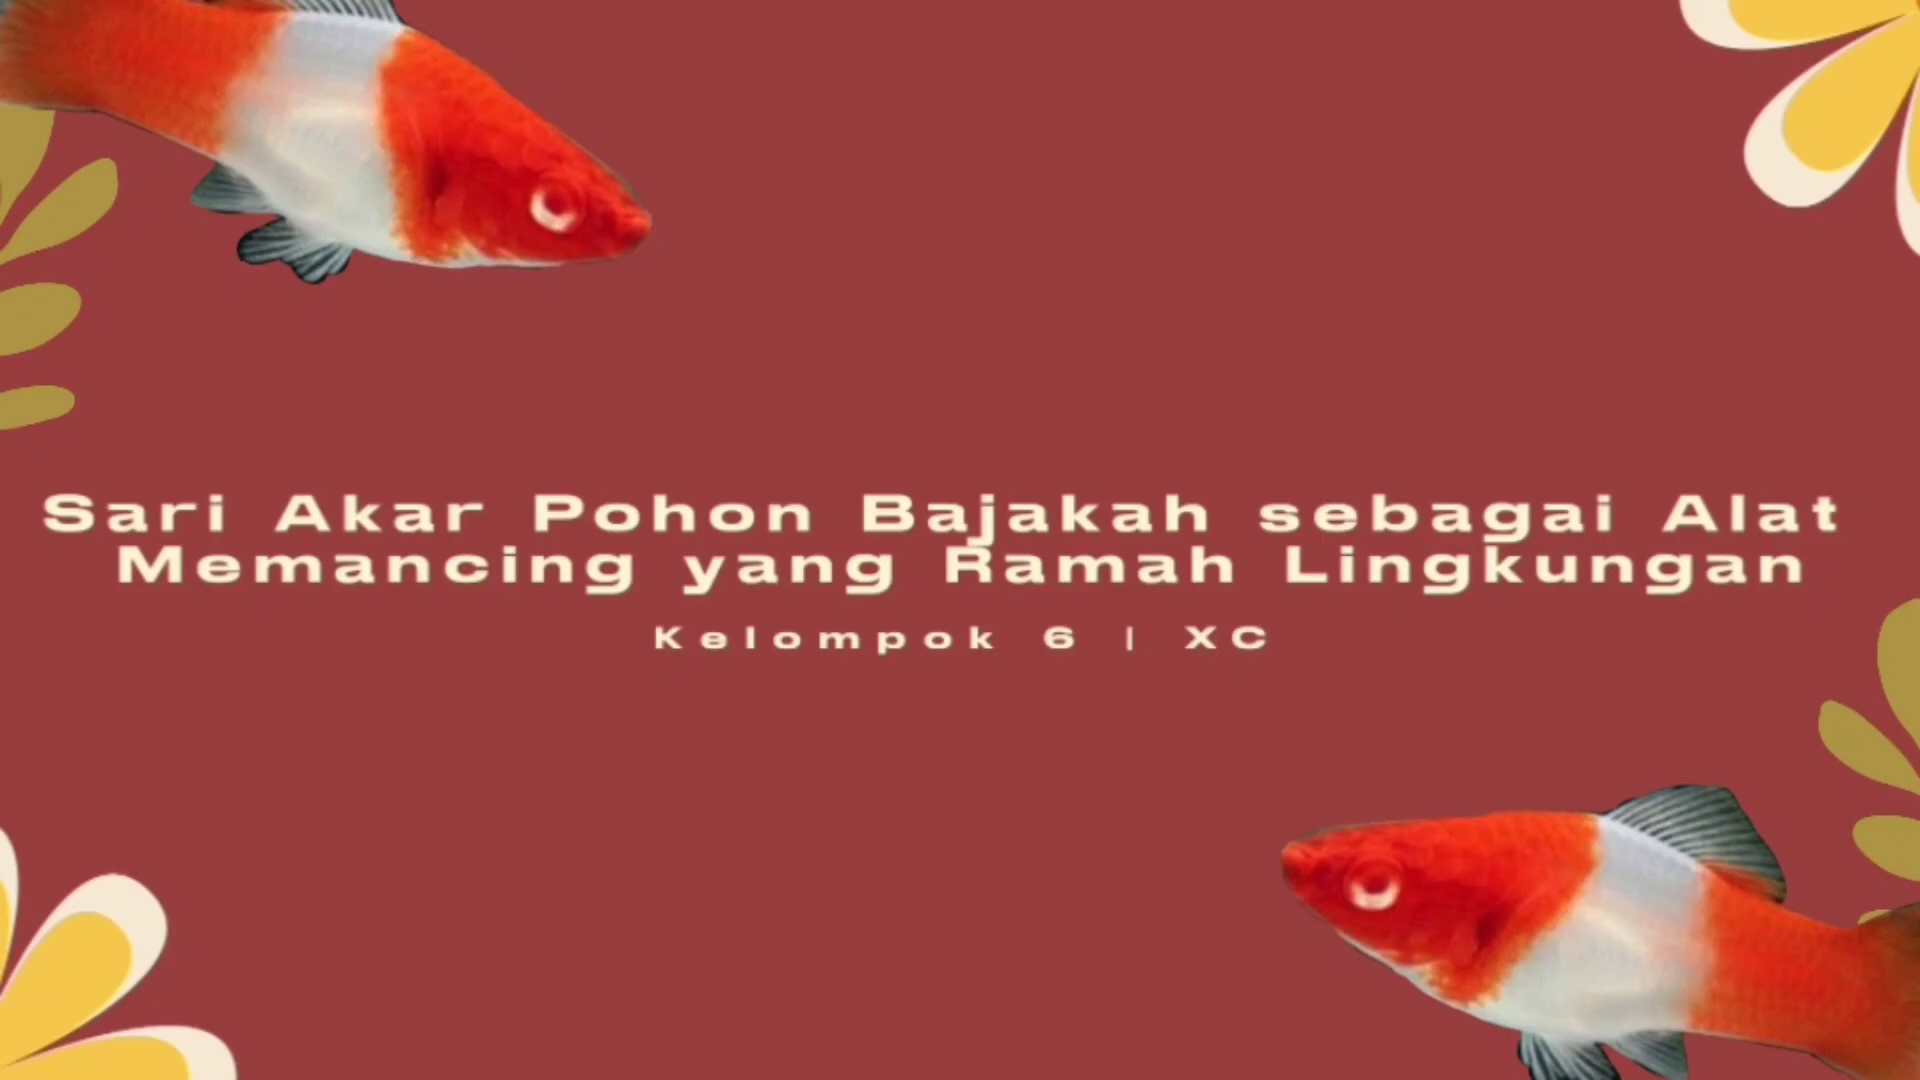 Sari Akar Pohon Bajakah sebagai Alat
Memancing yang Ramah Lingkungan
Kelompok 6 | XC